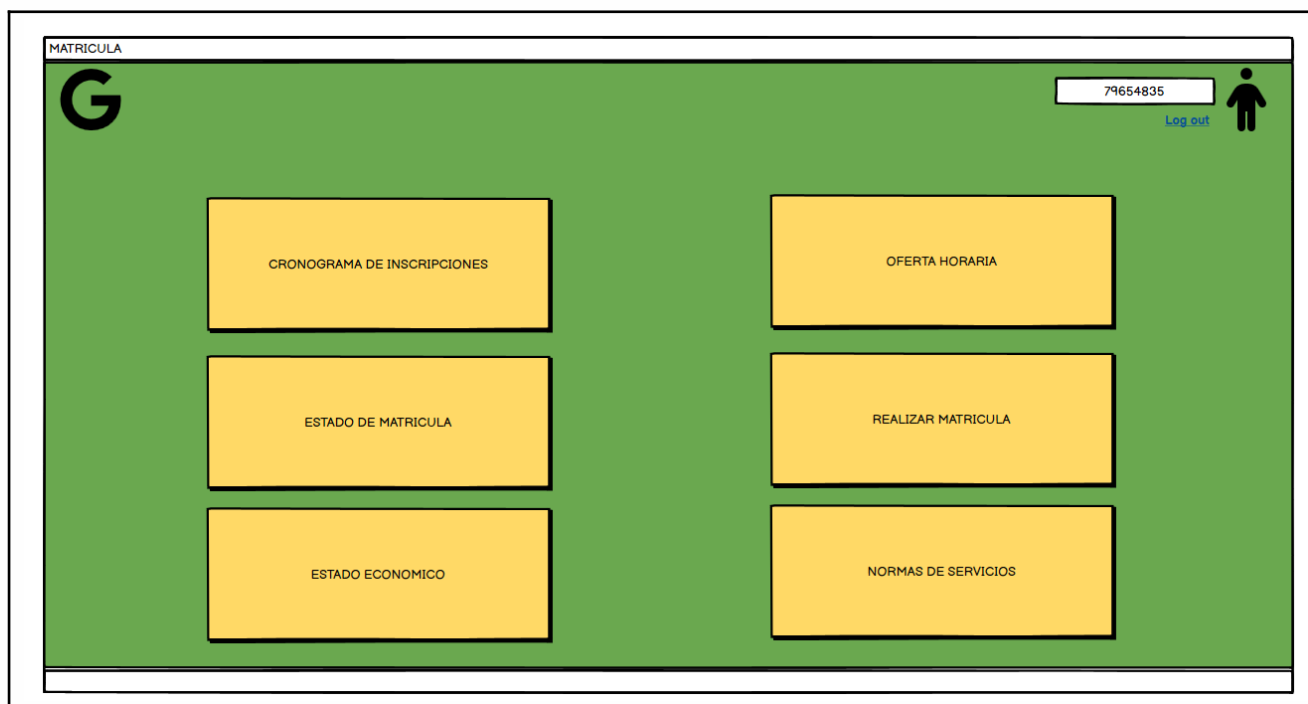 MATRICULA
G
79654835
Log out
CRONOGRAMA DE INSCRIPCIONES
OFERTA HORARIA
ESTADO DE MATRICULA
REALIZAR MATRICULA
ESTADO ECONOMICO
NORMAS DE SERVICIOS